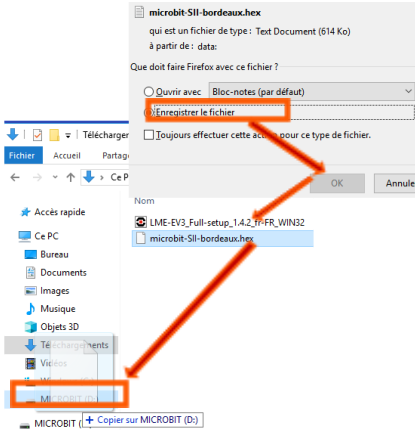 microbit-SII-bordeaux.hex
qui est un fichier de type : Text Document (614 Ko)
à partir de : data:
Que doit faire Firefox avec ce fichier ?
Ouvrir avec Bloc-notes (par défaut)
Enregistrer le fichier
Toujours effectuer cette action pour ce type de fichier.
OK Annule
Télécharger
Fichier Accueil Partag
Ce P
Nom
LME-EV3_Full-setup_1.4.2_fr-FR_WIN32
microbit-SII-bordeaux.hex
Accès rapide
Ce PC
Bureau
Documents
Images
Musique
Objets 3D
Téléchargements
Vidéos
MICROBIT (D:)
Copier sur MICROBIT (D:)
MICROBIT (